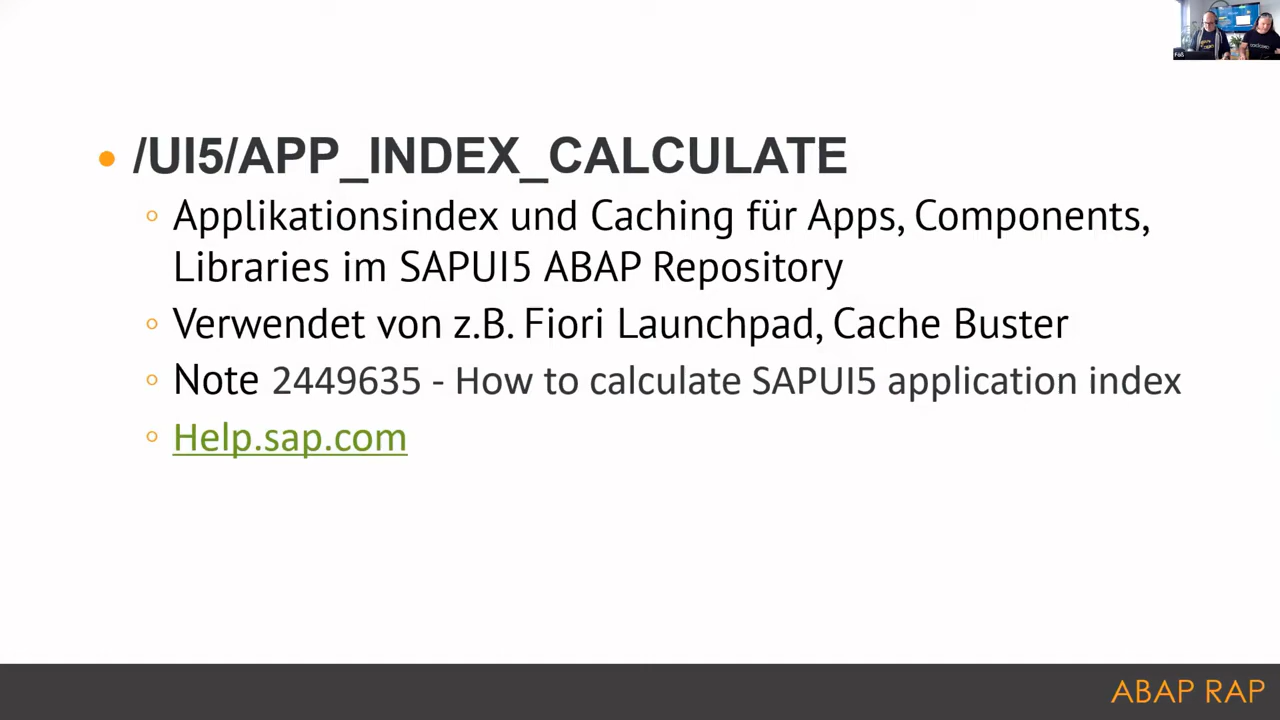 /UI5/APP_INDEX_CALCULATE
Applikationsindex und Caching für Apps, Components,
Libraries im SAPUI5 ABAP Repository
Verwendet von z.B. Fiori Launchpad, Cache Buster
Note 2449635 - How to calculate SAPUI5 application index
Help.sap.com
ABAP RAP